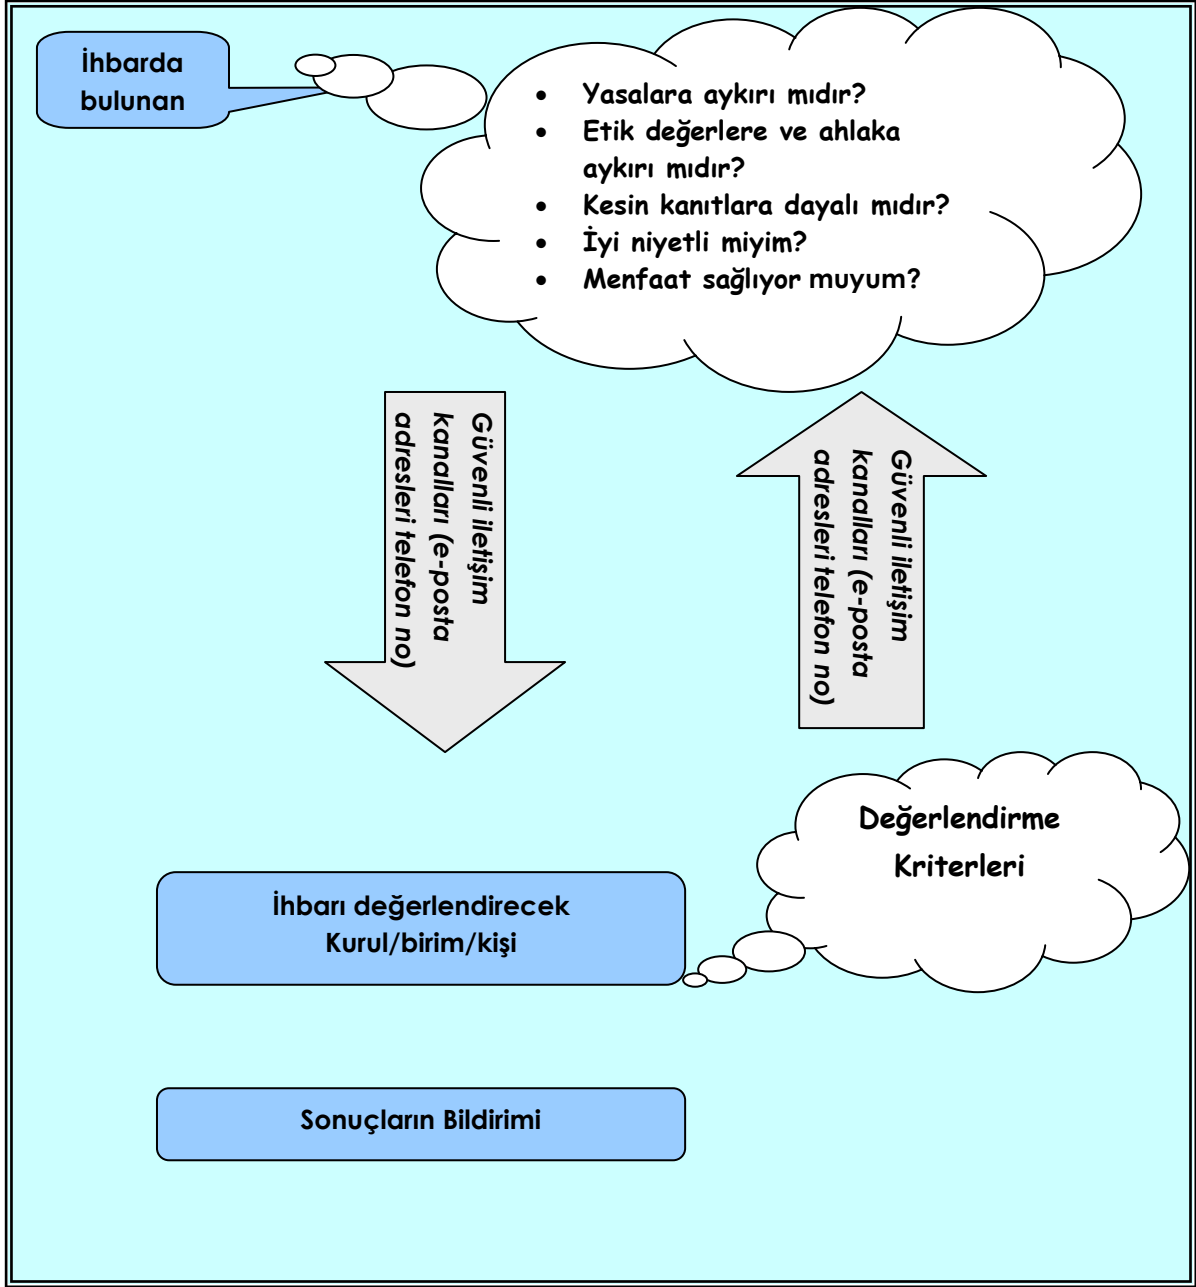 İhbarda
bulunan
• Yasalara aykırı mıdır?
• Etik değerlere ve ahlaka
aykırı mıdır?
• Kesin kanıtlara dayalı mıdır?
• İyi niyetli miyim?
• Menfaat sağlıyor muyum?
Güvenli iletişim
kanalları (e-posta
adresleri telefon no)
Güvenli iletişim
kanalları (e-posta
adresleri telefon no)
Değerlendirme
Kriterleri
İhbarı değerlendirecek
Kurul/birim/kişi
Sonuçların Bildirimi